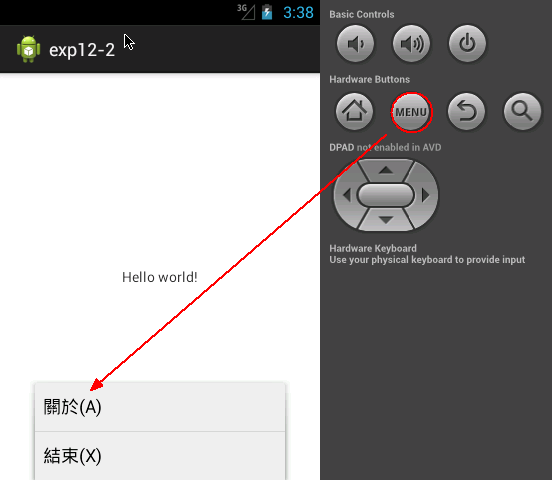 3G
3:38
exp12-2
Hello world!
關於(A)
結束(X)
Basic Controls
Hardware Buttons
MENU
DPAD not enabled in AVD
Hardware Keyboard
Use your physical keyboard to provide input